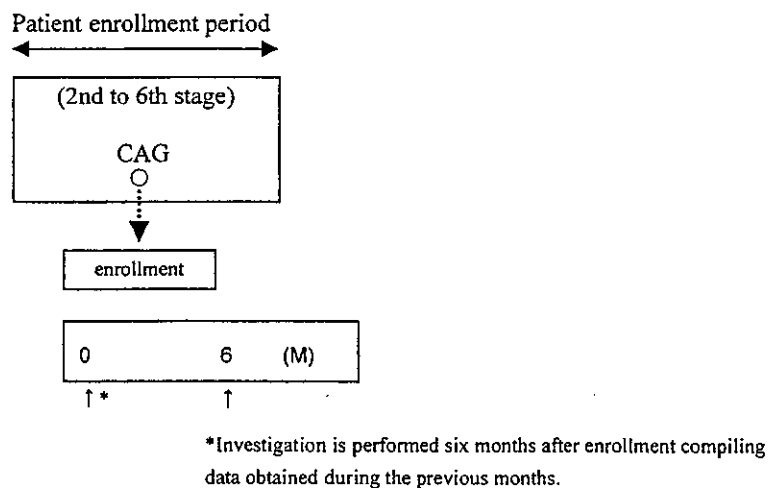 Patient enrollment period
(2nd to 6th stage)
CAG
enrollment
0 6 (M)
↑* ↑
*Investigation is performed six months after enrollment compiling
data obtained during the previous months.